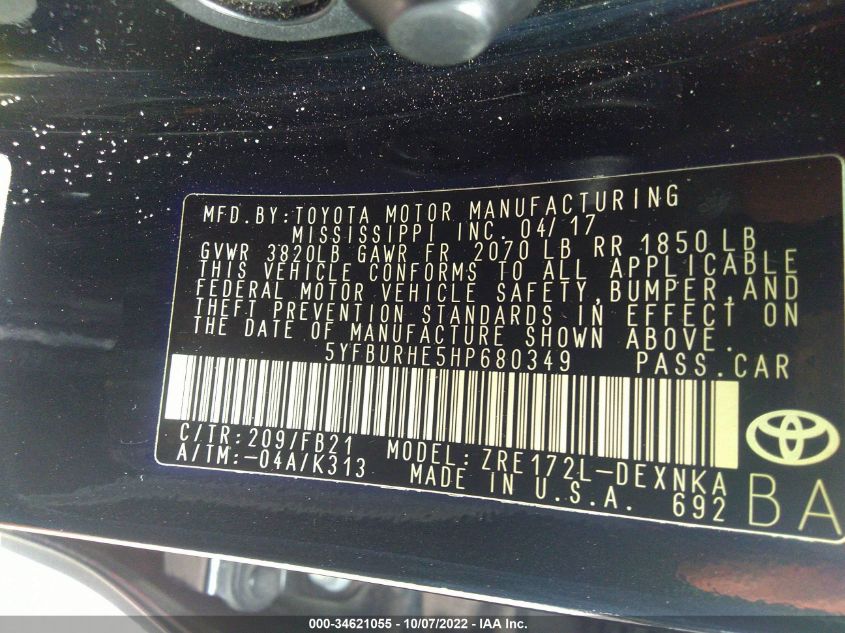 MFD.BY:TOYOTA MOTOR MANUFACTURING
MISSISSIPPI INC. 04/17
GVWR 3820LB GAWR FR 2070 LB RR 1850 LB
THIS VEHICLE CONFORMS TO ALL APPLICABLE
FEDERAL MOTOR VEHICLE SAFETY,BUMPER,AND
THEFT PREVENTION STANDARDS IN EFFECT ON
THE DATE OF MANUFACTURE SHOWN ABOVE.
5YFBURHE5HP680349 PASS.CAR
C/TR:209/FB21 MODEL:ZRE172L-DEXNKA
A/TM:-04A/K313 MADE IN U.S.A. 692
BA
000-34621055 - 10/07/2022 - IAA Inc.